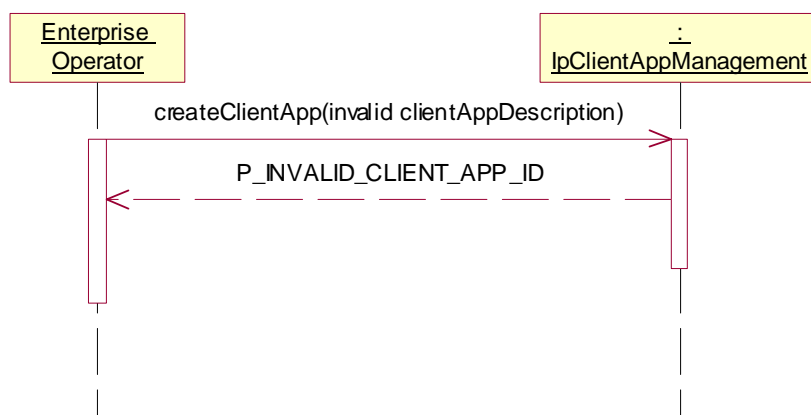 Enterprise
Operator
:
IpClientAppManagement
createClientApp(invalid clientAppDescription)
P_INVALID_CLIENT_APP_ID